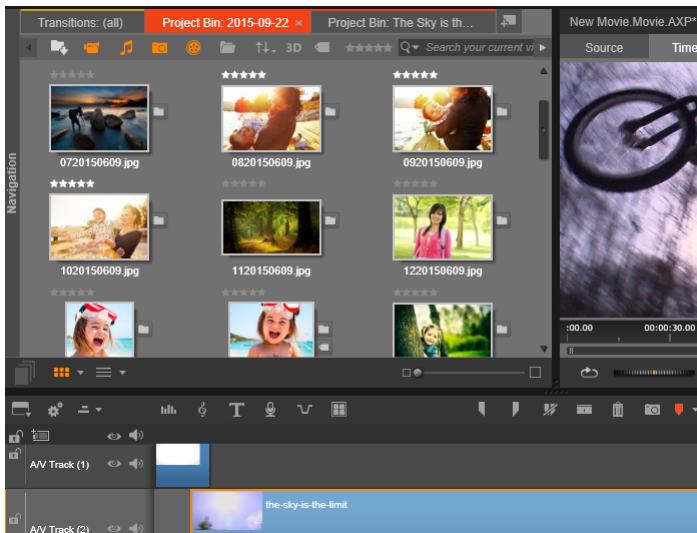 Transitions: (all)
Project Bin: 2015-09-22 ×
Project Bin: The Sky is th...
New Movie.Movie.AXP*
3D
Search your current vi
Source
Time
Navigation
0720150609.jpg
0820150609.jpg
0920150609.jpg
1020150609.jpg
1120150609.jpg
1220150609.jpg
:00.00
00:00:30.00
A/V Track (1)
the-sky-is-the-limit
A/V Track (2)